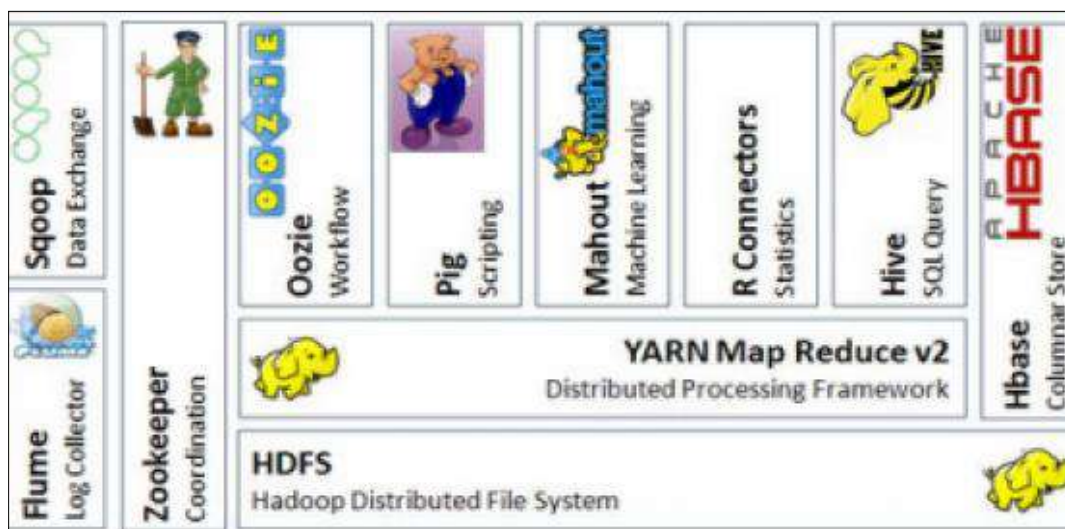 Sqoop
Data Exchange
Flume
Log Collector
Zookeeper
Coordination
OOZIE
Oozie
Workflow
Pig
Scripting
mahout
Mahout
Machine Learning
R Connectors
Statistics
HIVE
Hive
SQL Query
APACHE
HBASE
Hbase
Columnar Store
YARN Map Reduce v2
Distributed Processing Framework
HDFS
Hadoop Distributed File System